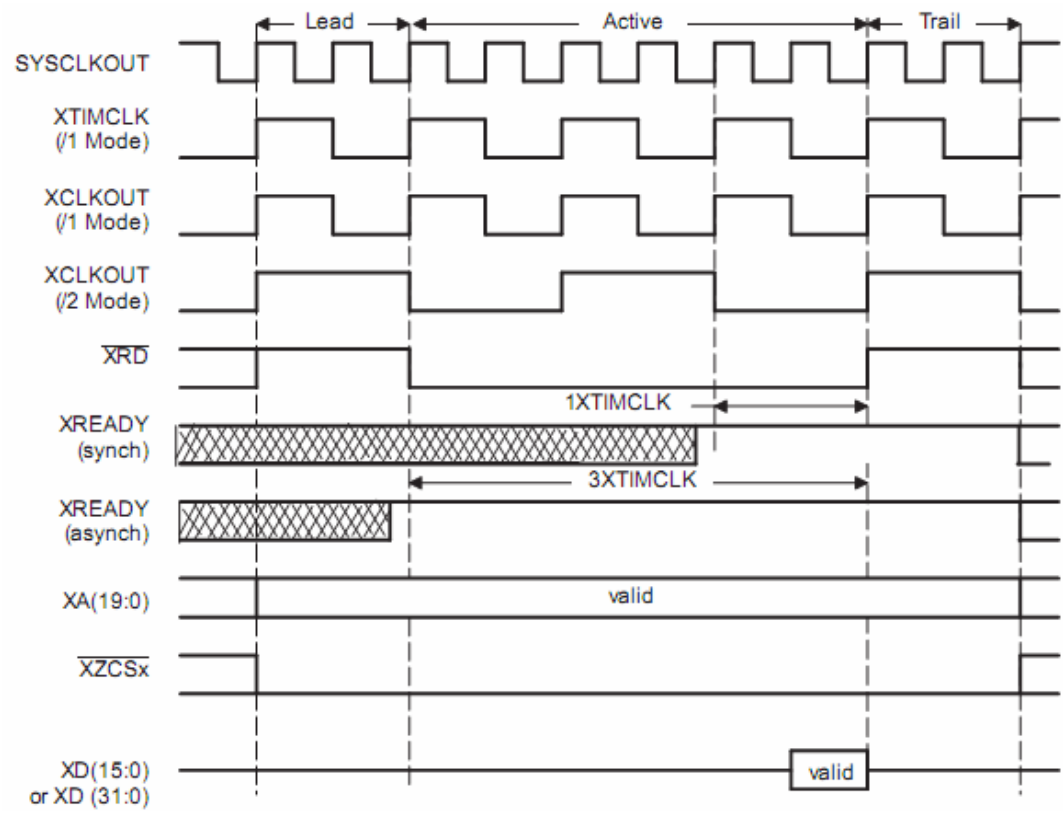 Lead Active Trail
SYSCLKOUT
XTIMCLK
(/1 Mode)
XCLKOUT
(/1 Mode)
XCLKOUT
(/2 Mode)
XRD
1XTIMCLK
XREADY
(synch)
3XTIMCLK
XREADY
(asynch)
XA(19:0) valid
XZCSx
XD(15:0) valid
or XD (31:0)